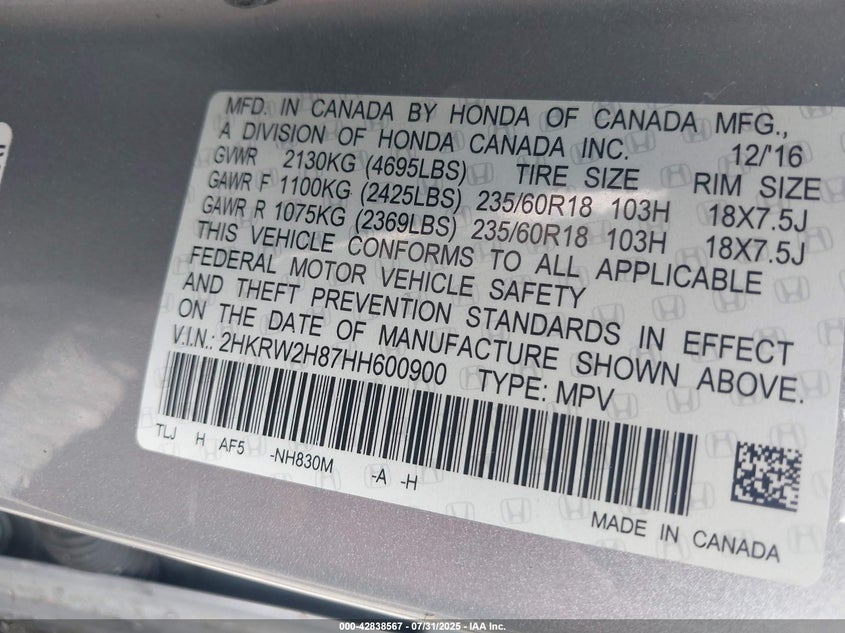 MFD. IN CANADA BY HONDA OF CANADA MFG.,
A DIVISION OF HONDA CANADA INC. 12/'16
GVWR 2130KG (4695LBS) TIRE SIZE RIM SIZE
GAWR F 1100KG (2425LBS) 235/60R18 103H 18X7.5J
GAWR R 1075KG (2369LBS) 235/60R18 103H 18X7.5J
THIS VEHICLE CONFORMS TO ALL APPLICABLE
FEDERAL MOTOR VEHICLE SAFETY
AND THEFT PREVENTION STANDARDS IN EFFECT
ON THE DATE OF MANUFACTURE SHOWN ABOVE.
V.I.N.: 2HKRW2H87HH600900 TYPE: MPV
TLJ H AF5 -NH830M -A -H
MADE IN CANADA
000-42838567 - 07/31/2025 - IAA Inc.